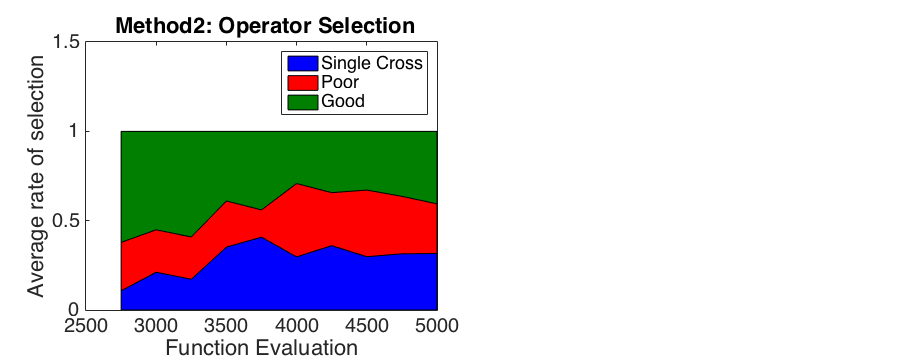 Method2: Operator Selection
1.5
1
0.5
0
Average rate of selection
Single Cross
Poor
Good
2500 3000 3500 4000 4500 5000
Function Evaluation